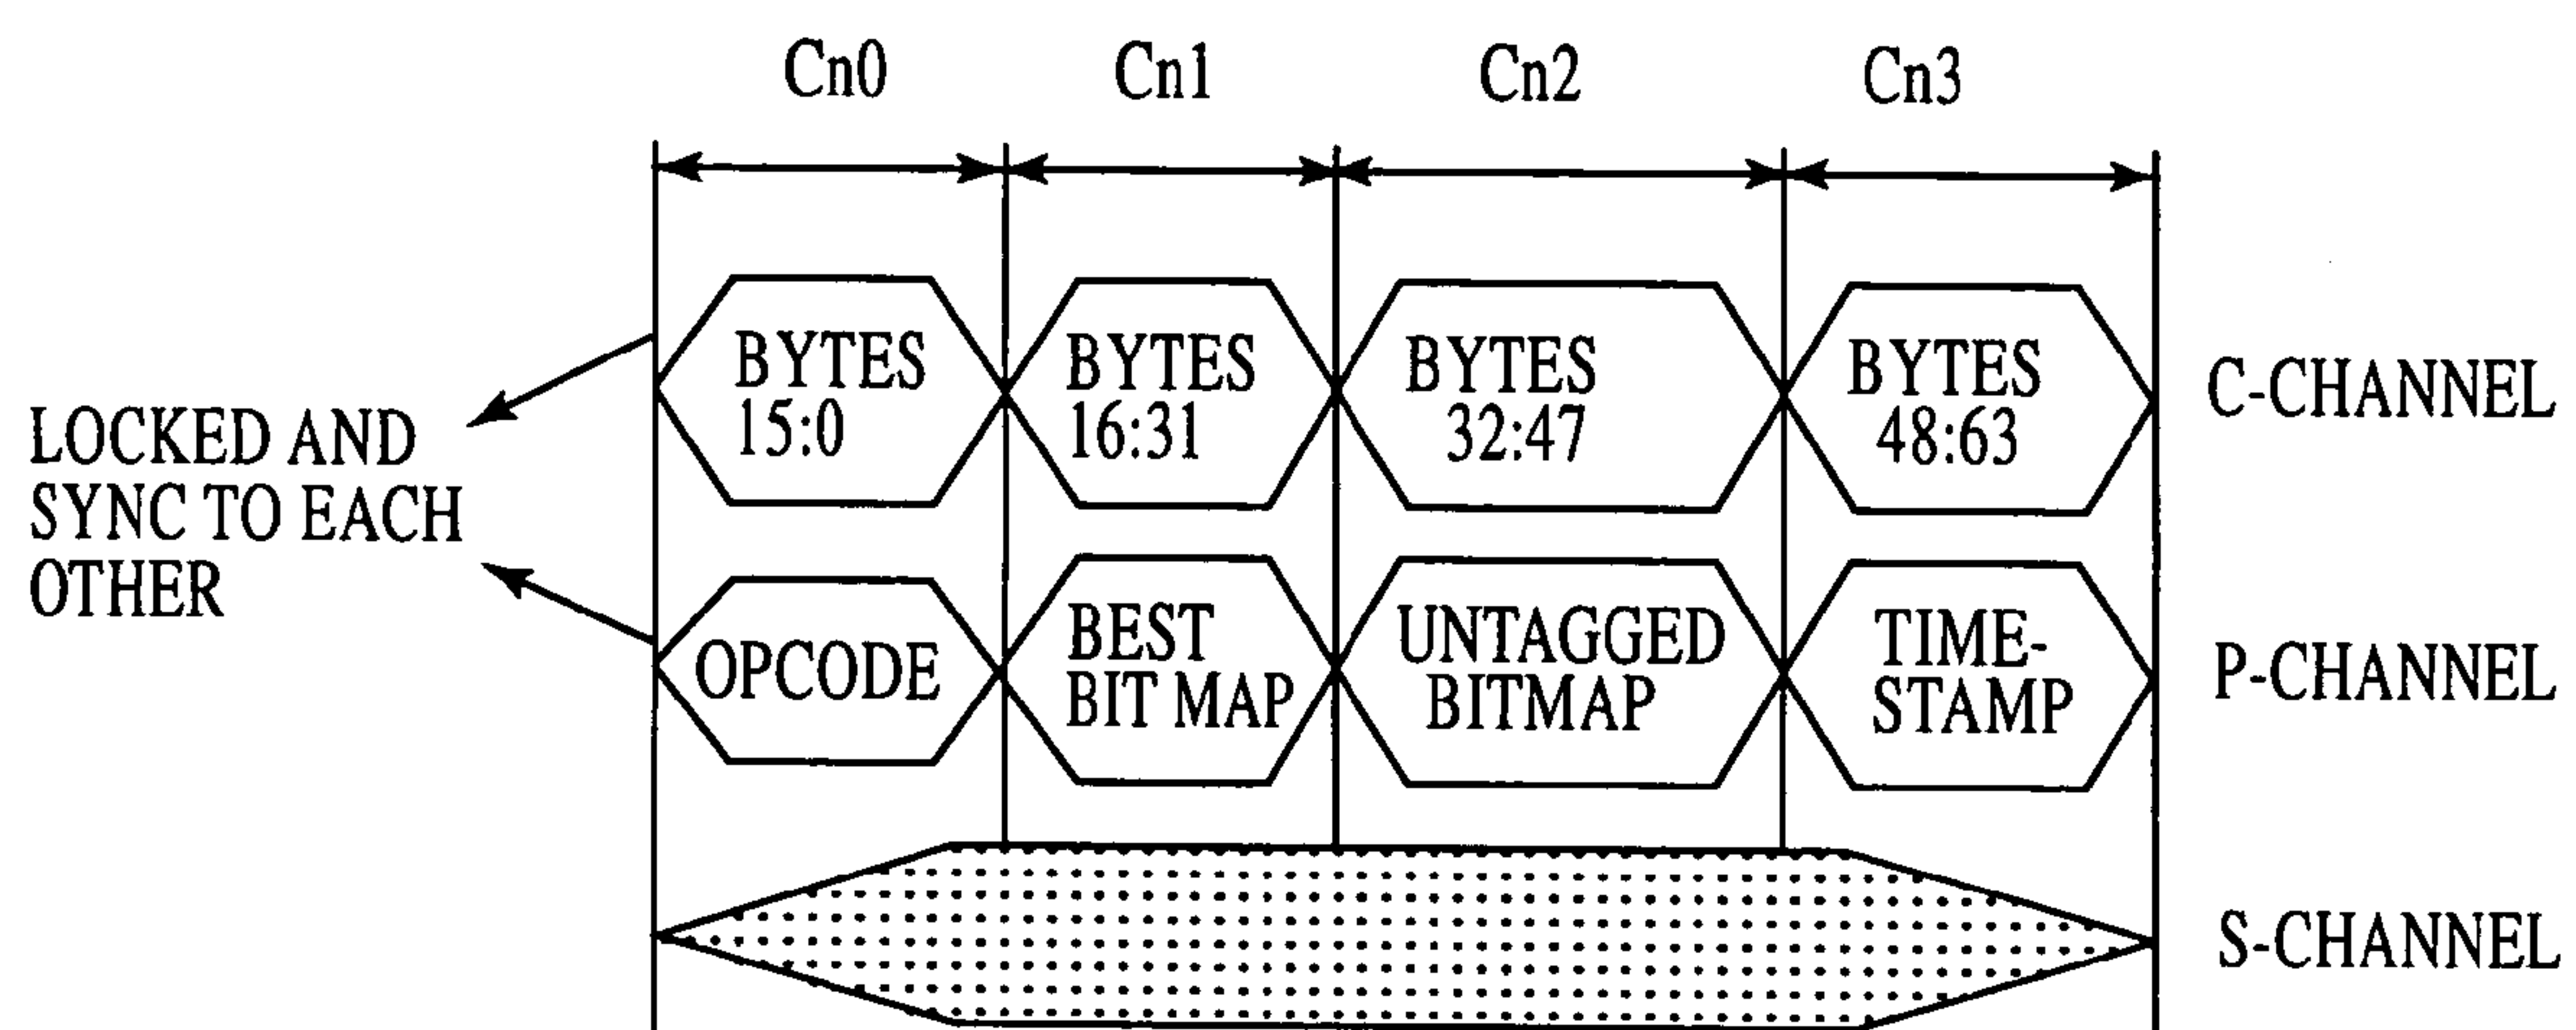 Cn0 Cn1 Cn2 Cn3
BYTES
15:0
BYTES
16:31
BYTES
32:47
BYTES
48:63
C-CHANNEL
LOCKED AND
SYNC TO EACH
OTHER
OPCODE
BEST
BIT MAP
UNTAGGED
BITMAP
TIME-
STAMP
P-CHANNEL
S-CHANNEL